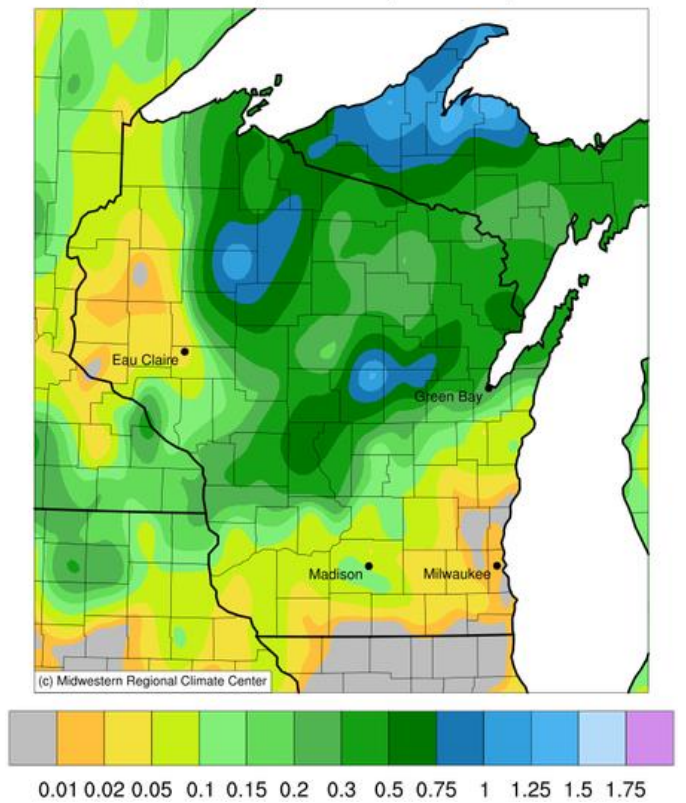 Eau Claire
Green Bay
Madison
Milwaukee
(c) Midwestern Regional Climate Center
0.01 0.02 0.05 0.1 0.15 0.2 0.3 0.5 0.75 1 1.25 1.5 1.75